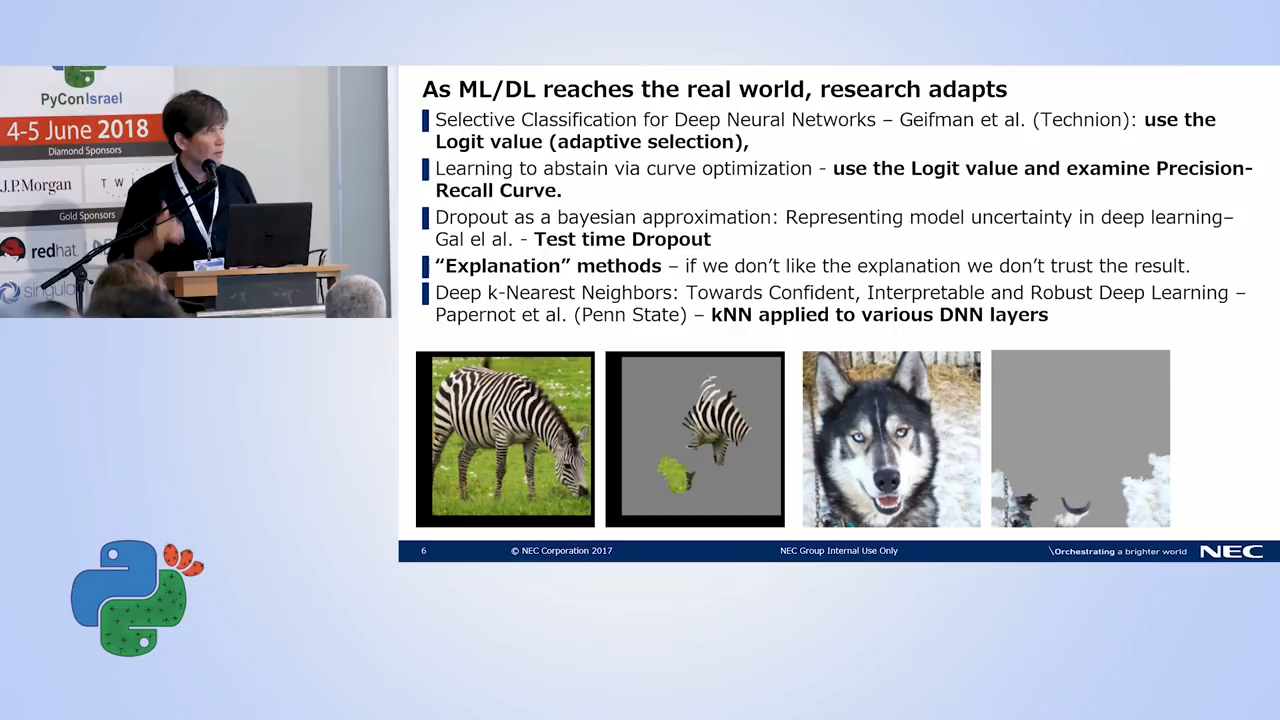 PyConIsrael
4-5 June 2018
Diamond Sponsors
J.P.Morgan
Gold Sponsors
redhat
As ML/DL reaches the real world, research adapts
Selective Classification for Deep Neural Networks – Geifman et al. (Technion): use the
Logit value (adaptive selection),
Learning to abstain via curve optimization - use the Logit value and examine Precision-
Recall Curve.
Dropout as a bayesian approximation: Representing model uncertainty in deep learning–
Gal el al. - Test time Dropout
“Explanation” methods – if we don’t like the explanation we don’t trust the result.
Deep k-Nearest Neighbors: Towards Confident, Interpretable and Robust Deep Learning –
Papernot et al. (Penn State) – kNN applied to various DNN layers
6 © NEC Corporation 2017 NEC Group Internal Use Only \Orchestrating a brighter world NEC